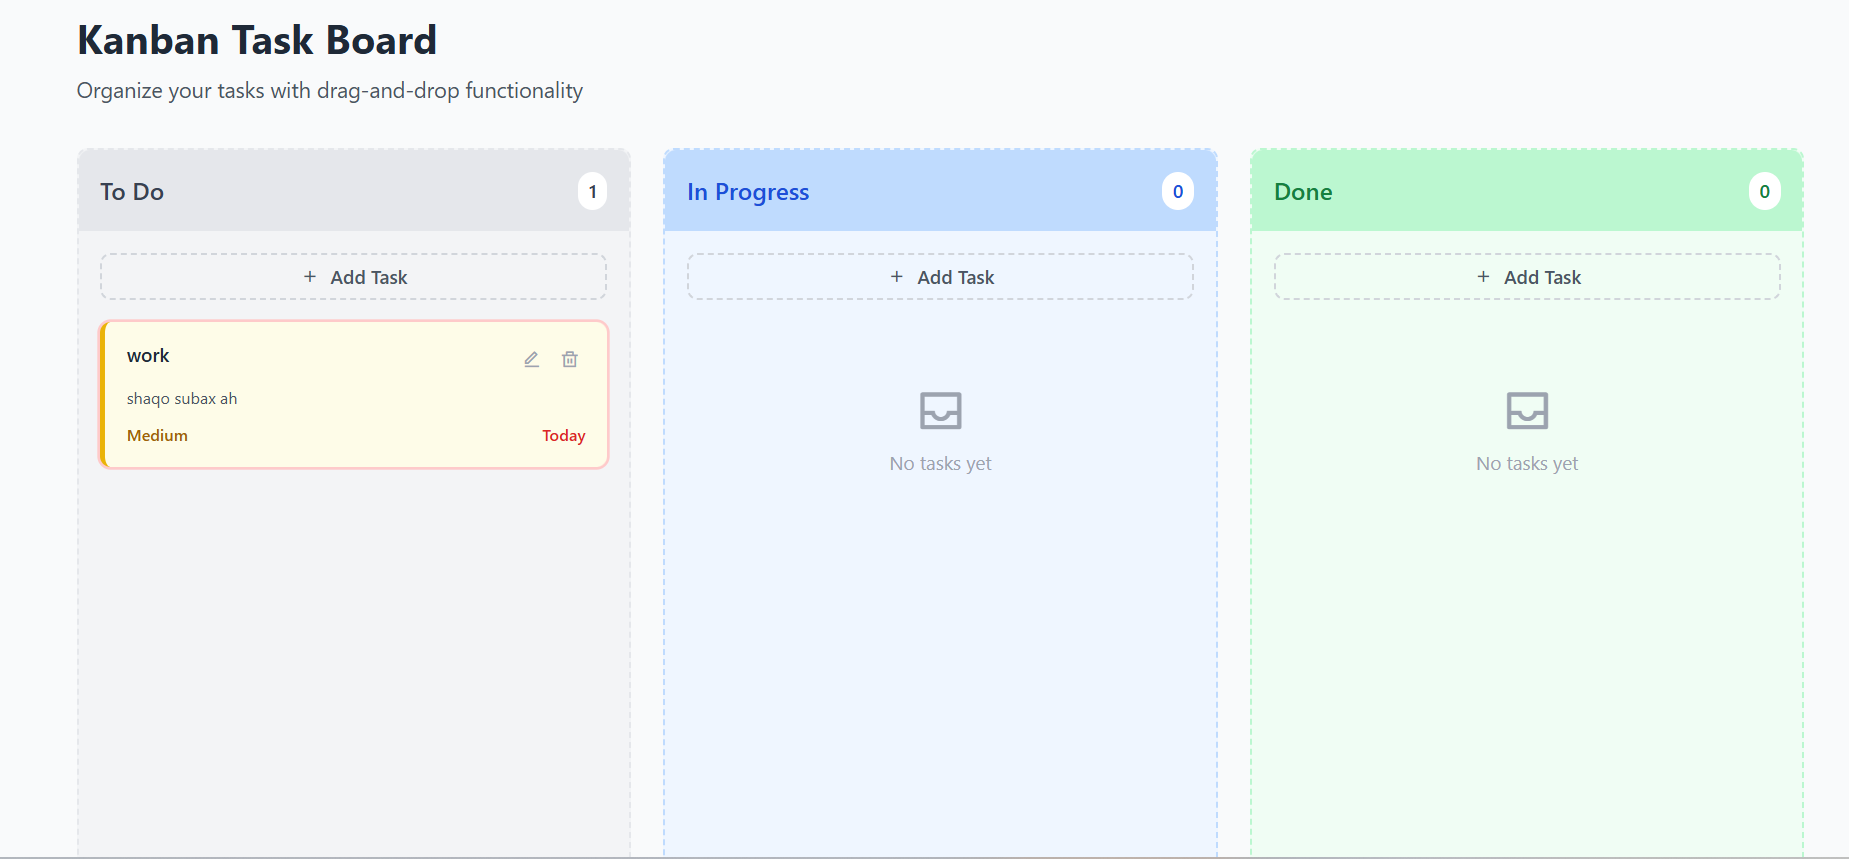 Kanban Task Board
Organize your tasks with drag-and-drop functionality
To Do
1
+ Add Task
work
shaqo subax ah
Medium
Today
In Progress
0
+ Add Task
No tasks yet
Done
0
+ Add Task
No tasks yet